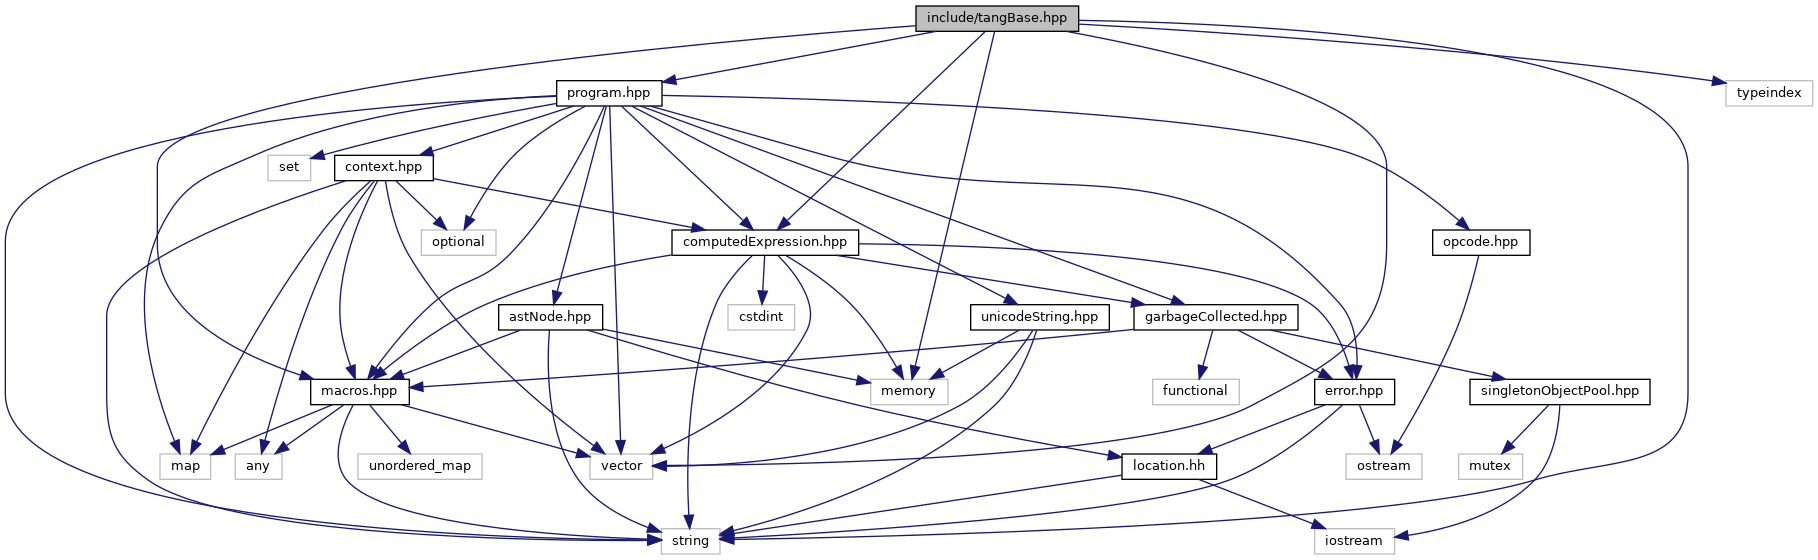 include/tangBase.hpp
program.hpp
typeindex
set
context.hpp
optional
computedExpression.hpp
opcode.hpp
astNode.hpp
cstdint
unicodeString.hpp
garbageCollected.hpp
macros.hpp
memory
functional
error.hpp
singletonObjectPool.hpp
map
any
unordered_map
vector
location.hh
ostream
mutex
string
iostream